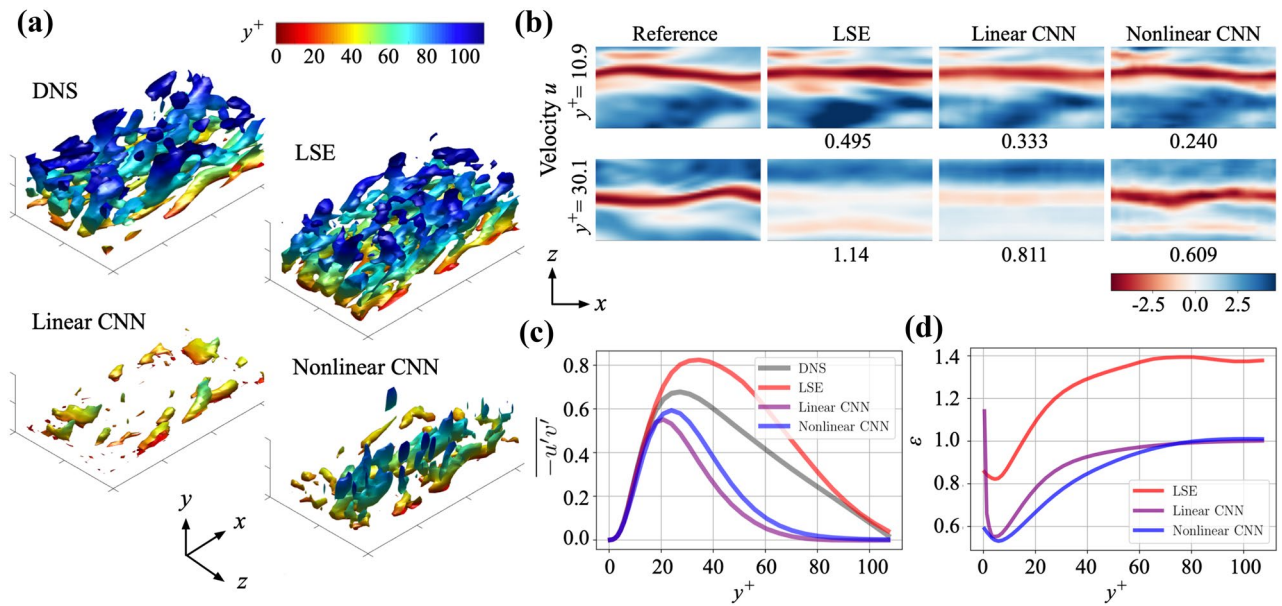 (a)
y⁺
0 20 40 60 80 100
DNS
LSE
Linear CNN
Nonlinear CNN
y
x
z
(b)
Reference LSE Linear CNN Nonlinear CNN
Velocity u
y⁺= 10.9
0.495 0.333 0.240
y⁺= 30.1
1.14 0.811 0.609
z
x
-2.5 0.0 2.5
(c)
0.8
0.6
0.4
0.2
0.0
-u′v′
DNS
LSE
Linear CNN
Nonlinear CNN
0 20 40 60 80 100
y⁺
(d)
1.4
1.2
1.0
0.8
0.6
ε
LSE
Linear CNN
Nonlinear CNN
0 20 40 60 80 100
y⁺